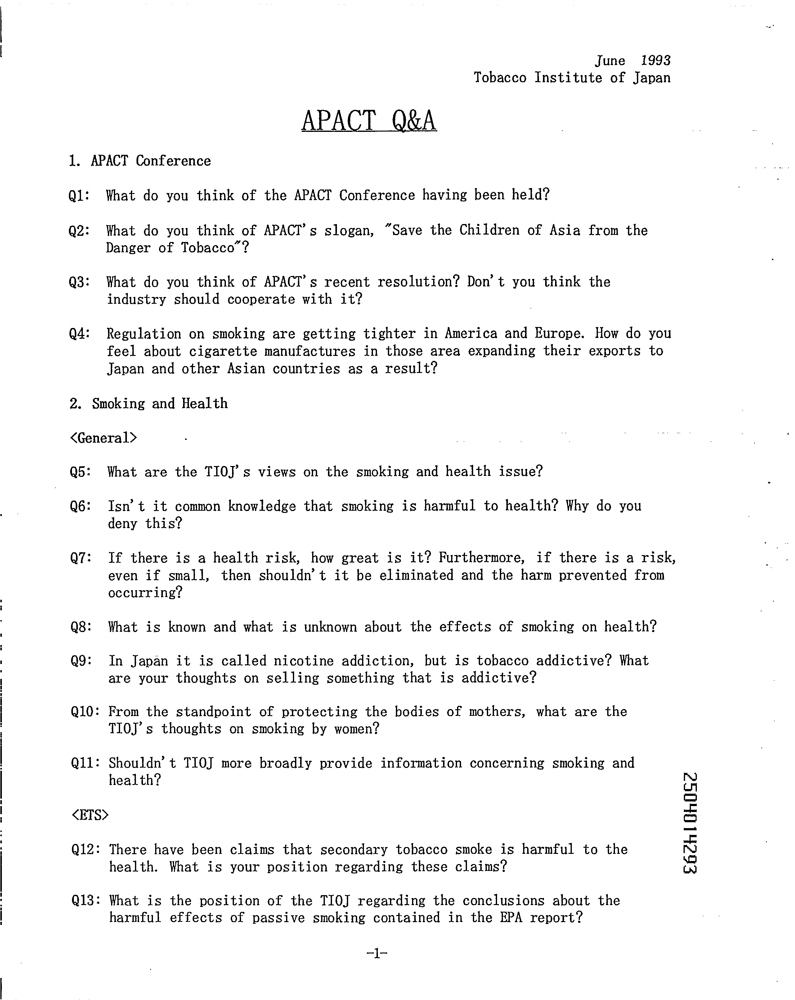 June 1993
Tobacco Institute of Japan
APACT Q&A
1. APACT Conference
Q1: What do you think of the APACT Conference having been held?
Q2: What do you think of APACT's slogan, "Save the Children of Asia from the
Danger of Tobacco"?
Q3: What do you think of APACT's recent resolution? Don't you think the
industry should cooperate with it?
Q4: Regulation on smoking are getting tighter in America and Europe. How do you
feel about cigarette manufactures in those area expanding their exports to
Japan and other Asian countries as a result?
2. Smoking and Health
<General>
Q5: What are the TIOJ's views on the smoking and health issue?
Q6: Isn't it common knowledge that smoking is harmful to health? Why do you
deny this?
Q7: If there is a health risk, how great is it? Furthermore, if there is a risk,
even if small, then shouldn't it be eliminated and the harm prevented from
occurring?
Q8: What is known and what is unknown about the effects of smoking on health?
Q9: In Japan it is called nicotine addiction, but is tobacco addictive? What
are your thoughts on selling something that is addictive?
Q10: From the standpoint of protecting the bodies of mothers, what are the
TIOJ's thoughts on smoking by women?
Q11: Shouldn't TIOJ more broadly provide information concerning smoking and
health?
<ETS>
Q12: There have been claims that secondary tobacco smoke is harmful to the
health. What is your position regarding these claims?
Q13: What is the position of the TIOJ regarding the conclusions about the
harmful effects of passive smoking contained in the EPA report?
-1-
2504014293